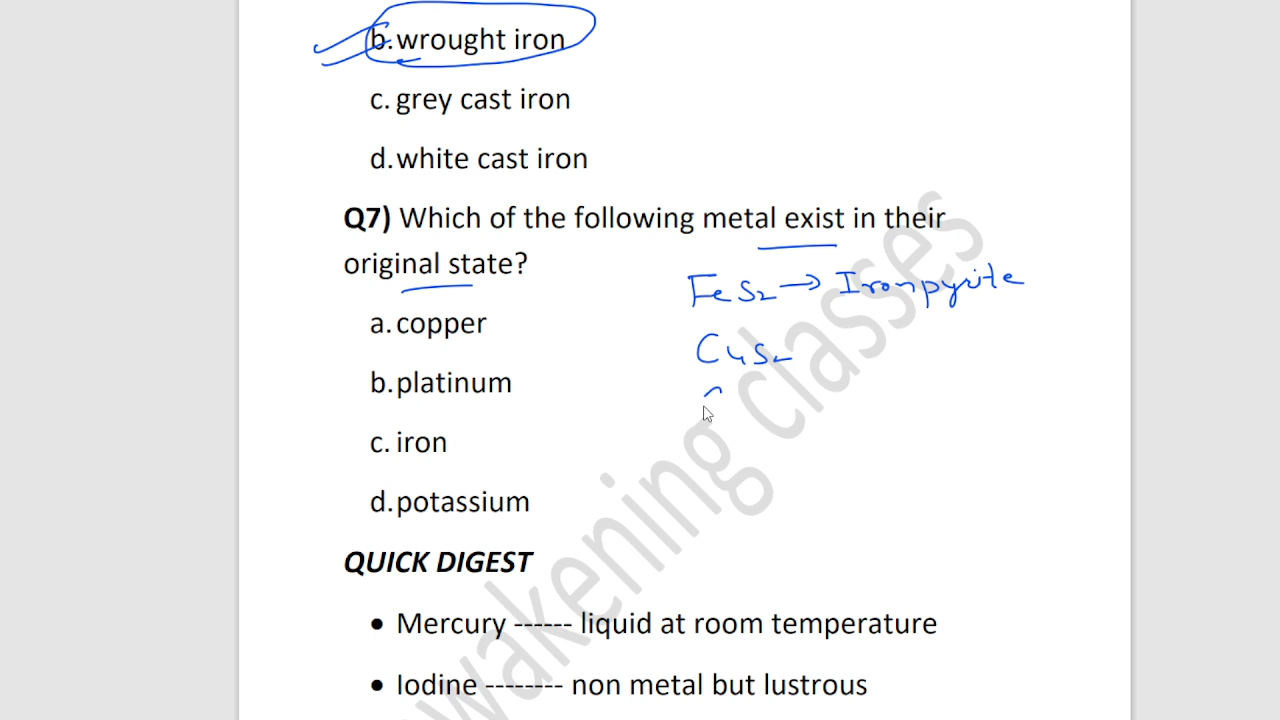 b. wrought iron
c. grey cast iron
d. white cast iron
Q7) Which of the following metal exist in their
original state?
FeS₂ → Ironpyrite
a. copper
CuS₂
b. platinum
c. iron
d. potassium
QUICK DIGEST
• Mercury ------ liquid at room temperature
• Iodine -------- non metal but lustrous
wakening classes